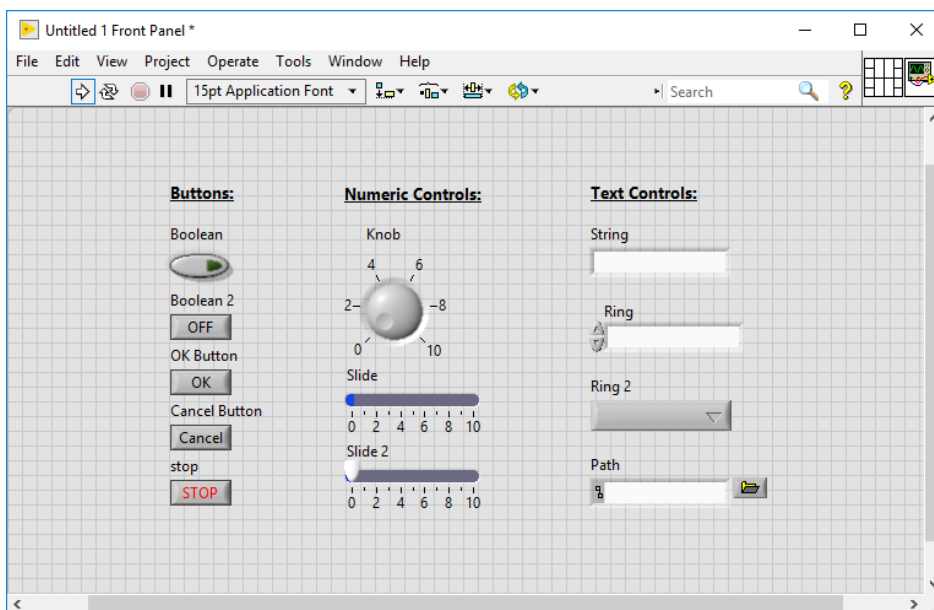 Untitled 1 Front Panel *
File Edit View Project Operate Tools Window Help
15pt Application Font Search ?
Buttons: Numeric Controls: Text Controls:
Boolean Knob String
4 6
Boolean 2
2 8
Ring
OFF
0 10
OK Button
Slide
OK
Ring 2
Cancel Button
0 2 4 6 8 10
Cancel
Slide 2
stop
Path
STOP
0 2 4 6 8 10